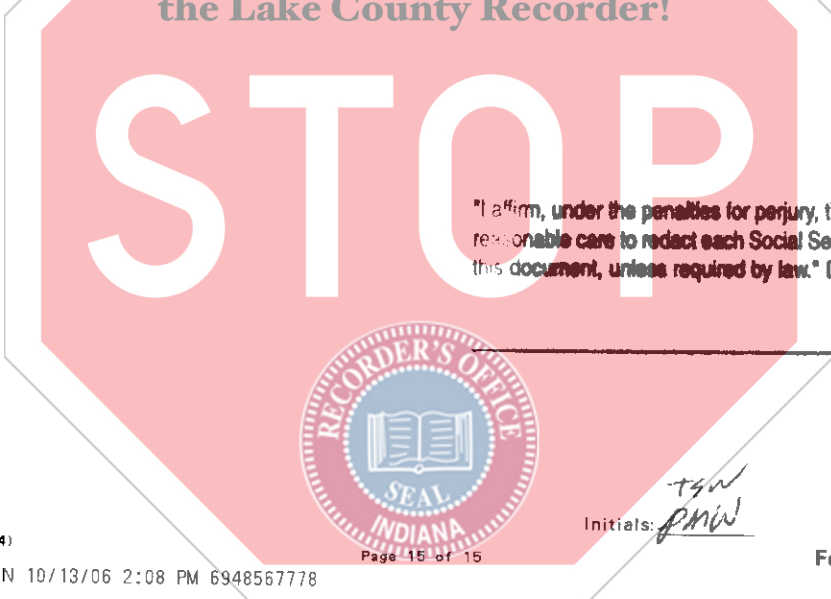 the Lake County Recorder!
STOP
"I affirm, under the penalties for perjury, t
reasonable care to redact each Social Se
this document, unless required by law."
RECORDER'S OFFICE
SEAL
INDIANA
Initials:
Page 15 of 15
4)
N 10/13/06 2:08 PM 6948567778